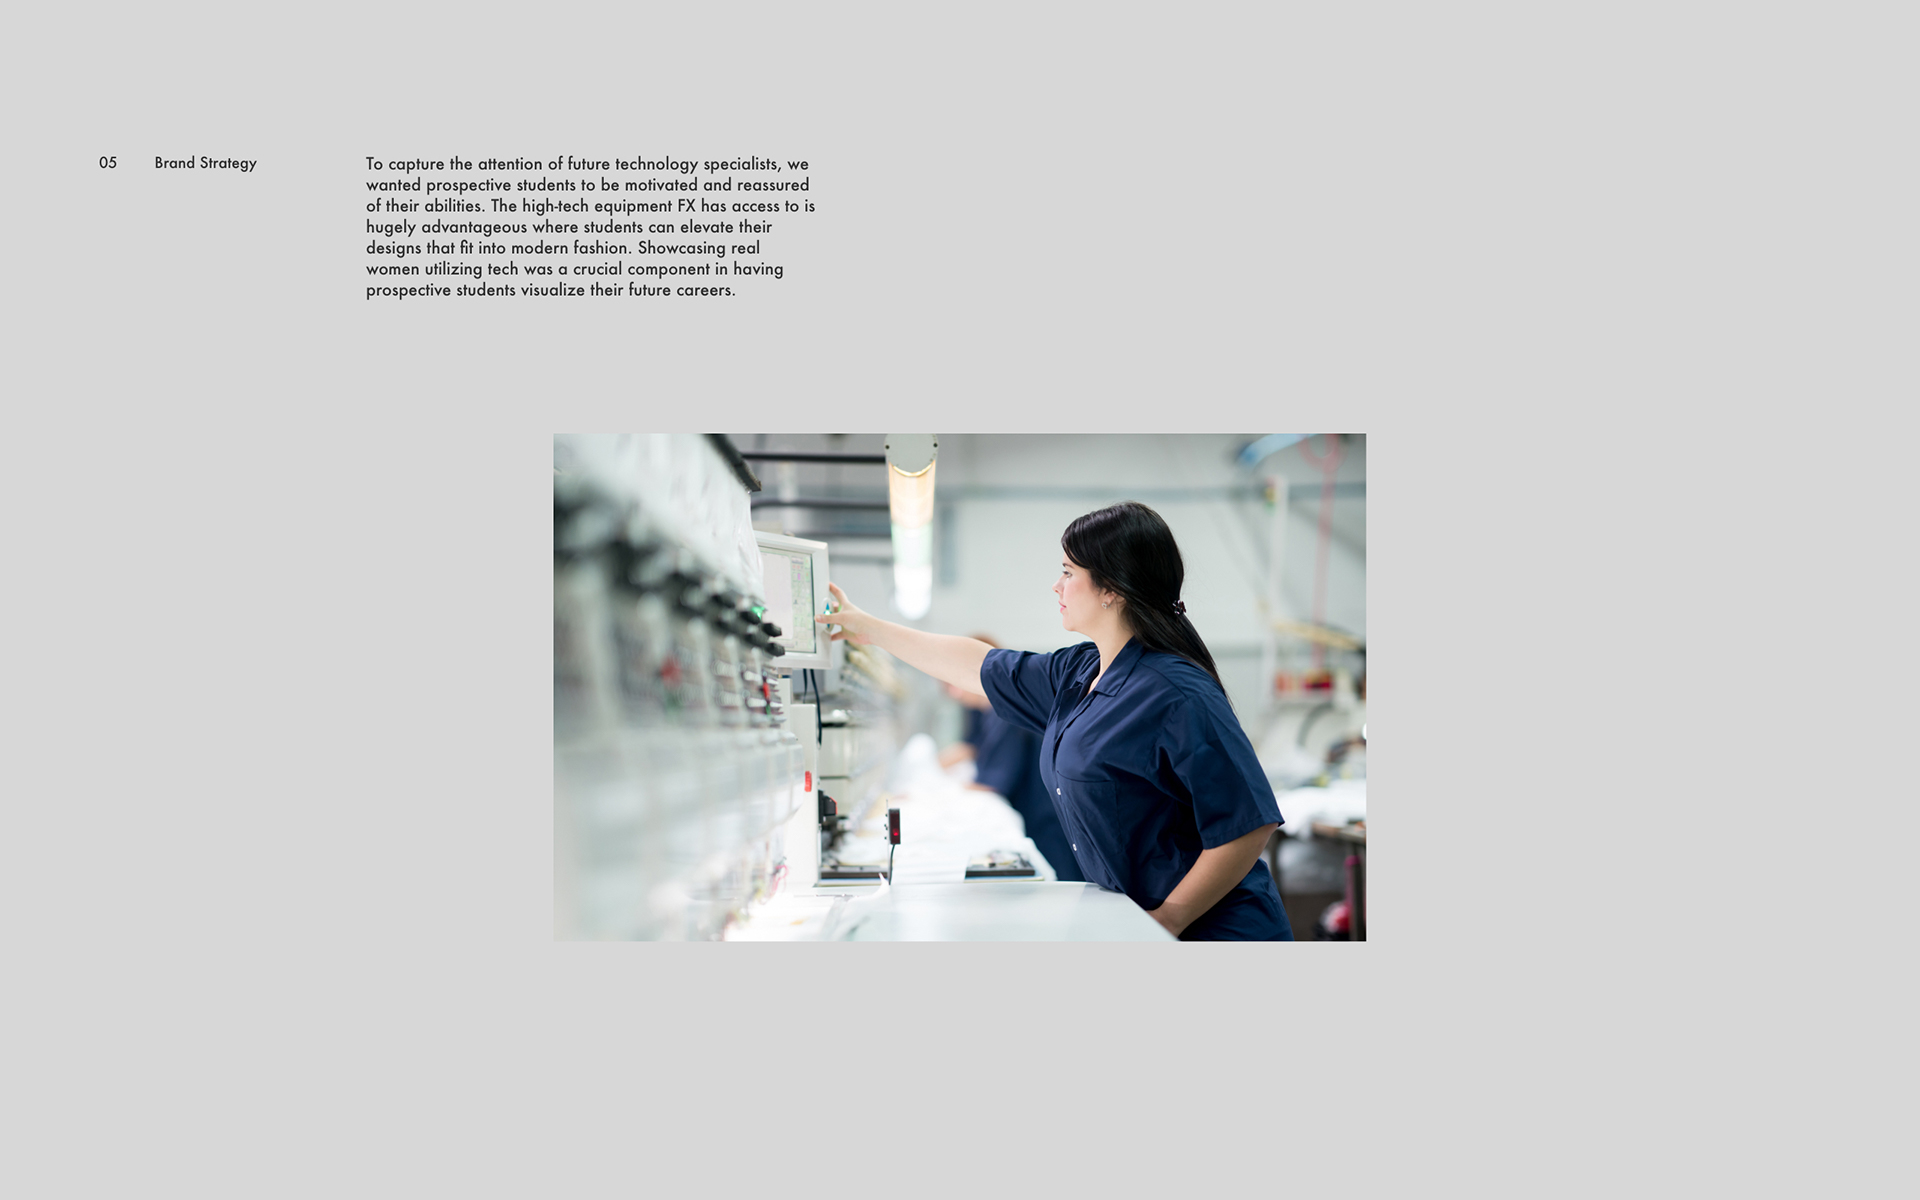 05 Brand Strategy
To capture the attention of future technology specialists, we
wanted prospective students to be motivated and reassured
of their abilities. The high-tech equipment FX has access to is
hugely advantageous where students can elevate their
designs that fit into modern fashion. Showcasing real
women utilizing tech was a crucial component in having
prospective students visualize their future careers.